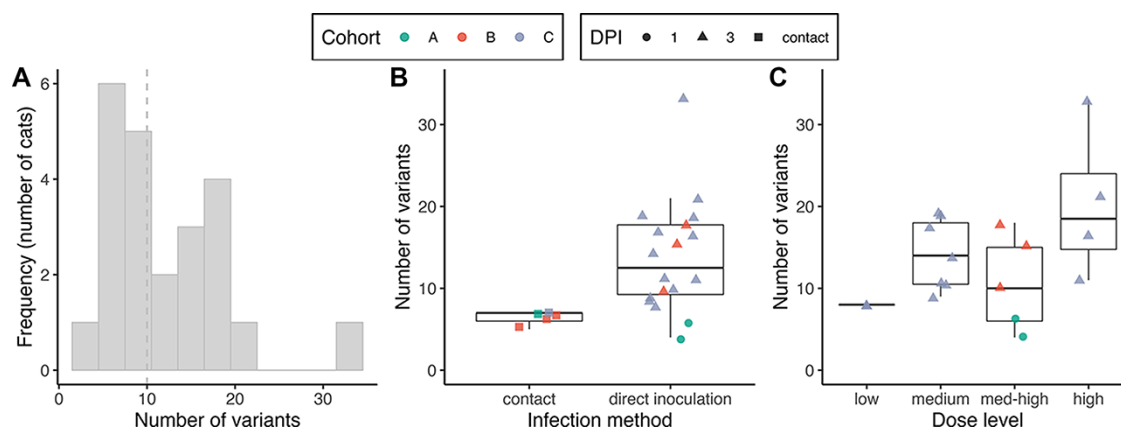 Cohort A B C
DPI 1 3 contact
A
Frequency (number of cats)
6
4
2
0
0 10 20 30
Number of variants
B
Number of variants
30
20
10
0
contact direct inoculation
Infection method
C
Number of variants
30
20
10
0
low medium med-high high
Dose level